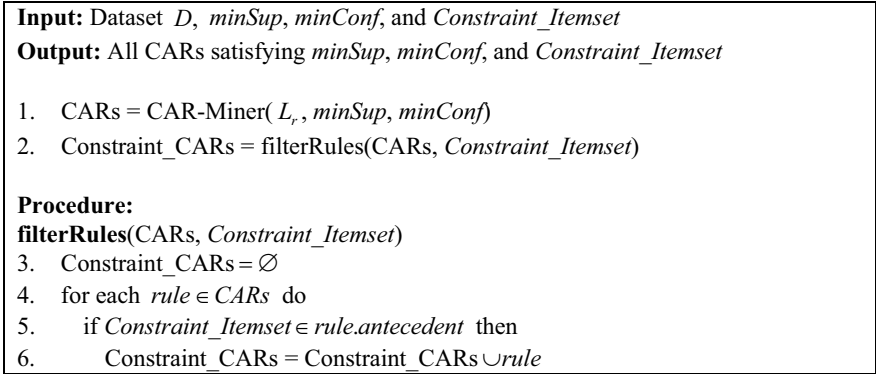 Input: Dataset D, minSup, minConf, and Constraint_Itemset
Output: All CARs satisfying minSup, minConf, and Constraint_Itemset
1. CARs = CAR-Miner( L_r, minSup, minConf)
2. Constraint_CARs = filterRules(CARs, Constraint_Itemset)
Procedure:
filterRules(CARs, Constraint_Itemset)
3. Constraint_CARs = ∅
4. for each rule ∈ CARs do
5. if Constraint_Itemset ∈ rule.antecedent then
6. Constraint_CARs = Constraint_CARs ∪ rule